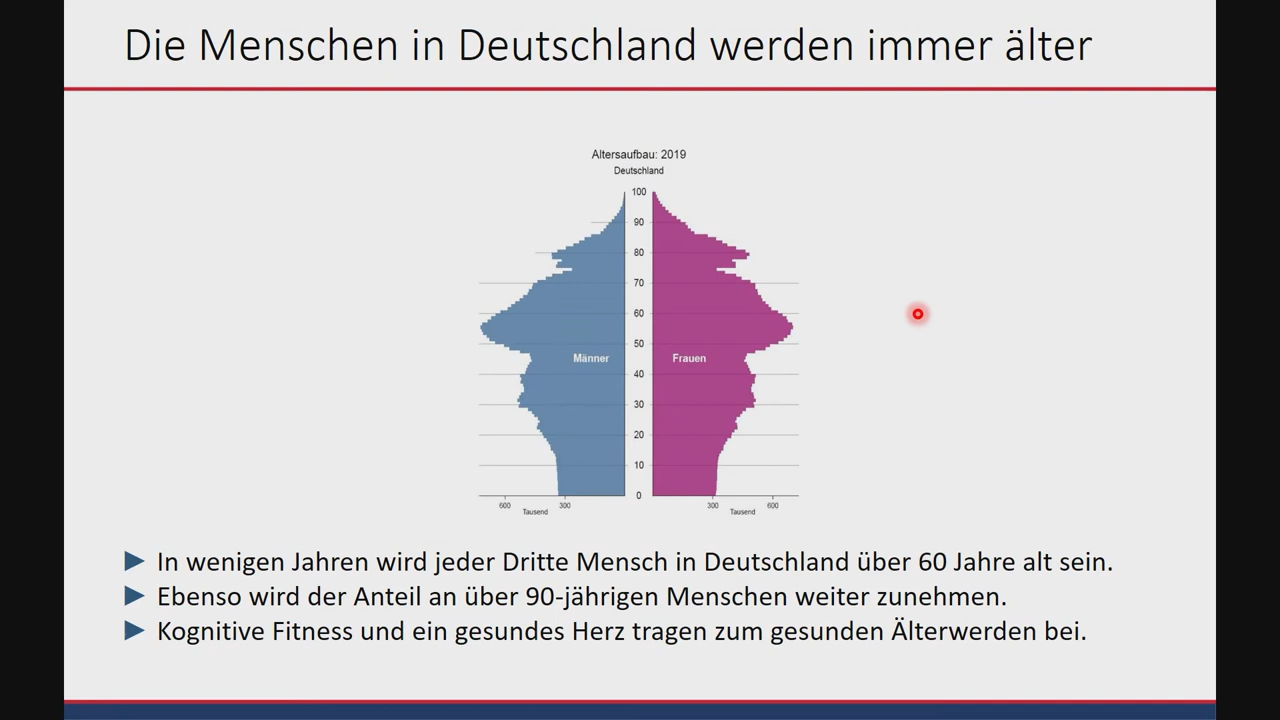 Die Menschen in Deutschland werden immer älter
Altersaufbau: 2019
Deutschland
100
90
80
70
60
50
Männer Frauen
40
30
20
10
0
600 300 300 600
Tausend Tausend
▶ In wenigen Jahren wird jeder Dritte Mensch in Deutschland über 60 Jahre alt sein.
▶ Ebenso wird der Anteil an über 90-jährigen Menschen weiter zunehmen.
▶ Kognitive Fitness und ein gesundes Herz tragen zum gesunden Älterwerden bei.